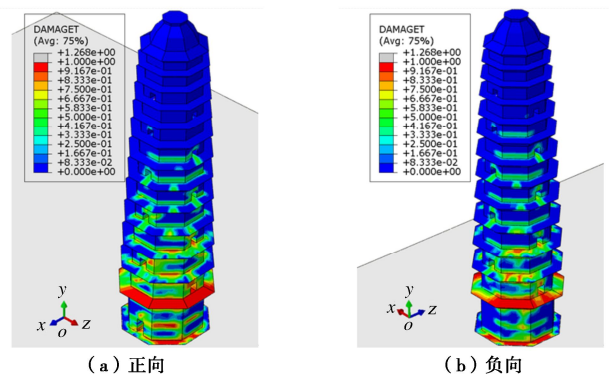 DAMAGET
(Avg: 75%)
+1.268e+00
+1.000e+00
+9.167e-01
+8.333e-01
+7.500e-01
+6.667e-01
+5.833e-01
+5.000e-01
+4.167e-01
+3.333e-01
+2.500e-01
+1.667e-01
+8.333e-02
+0.000e+00
y
x
o
z
(a)正向
DAMAGET
(Avg: 75%)
+1.268e+00
+1.000e+00
+9.167e-01
+8.333e-01
+7.500e-01
+6.667e-01
+5.833e-01
+5.000e-01
+4.167e-01
+3.333e-01
+2.500e-01
+1.667e-01
+8.333e-02
+0.000e+00
y
x
o
z
(b)负向